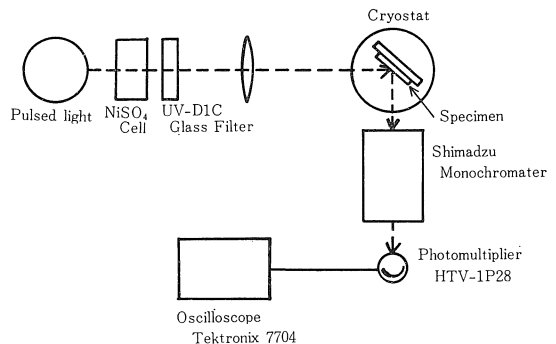 Cryostat
Pulsed light
NiSO₄
Cell
UV-D1C
Glass Filter
Specimen
Shimadzu
Monochromater
Photomultiplier
HTV-1P28
Oscilloscope
Tektronix 7704